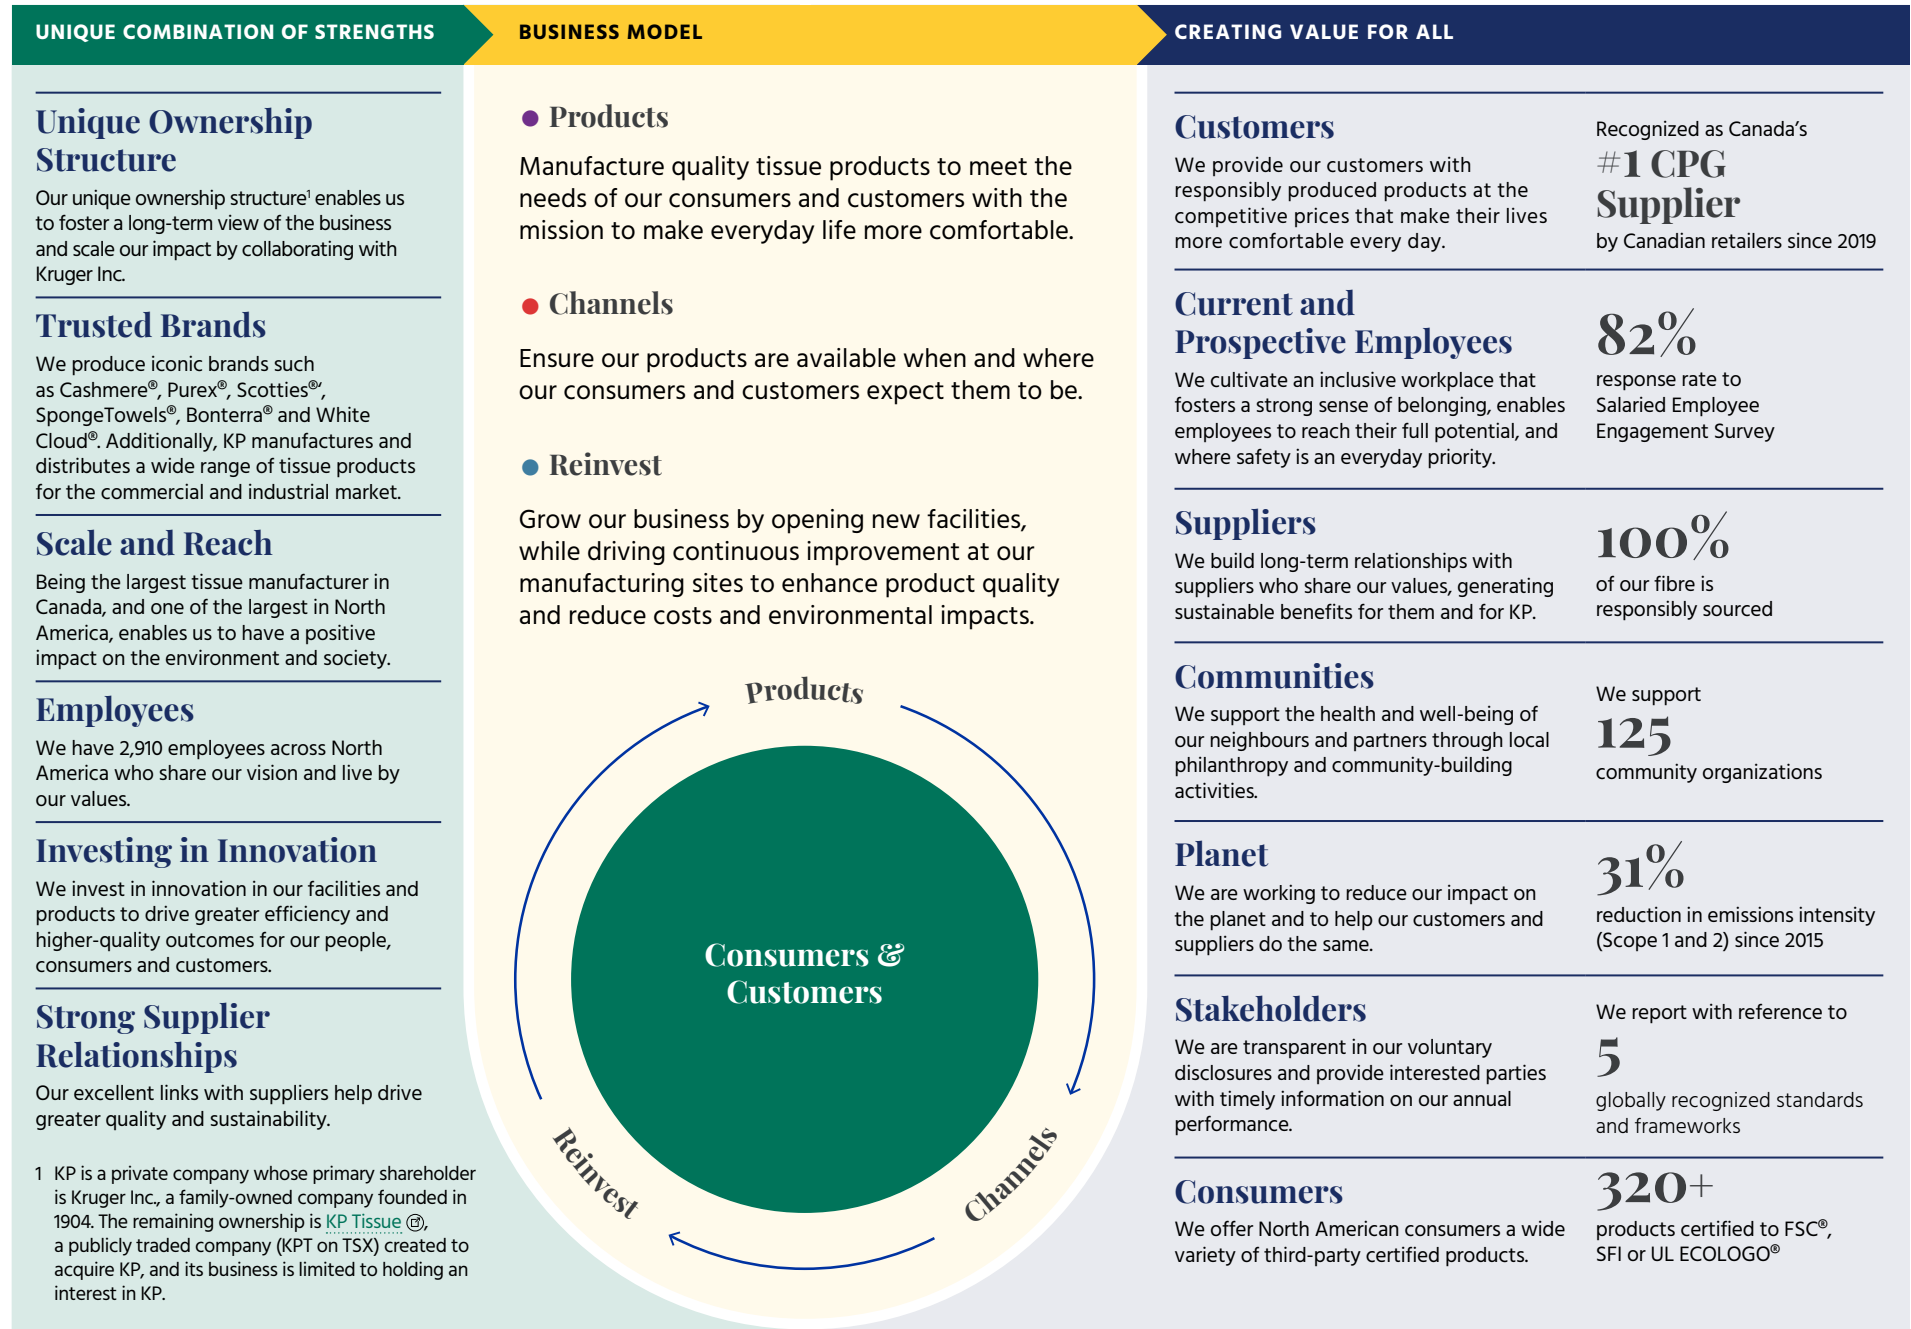 UNIQUE COMBINATION OF STRENGTHS
Unique Ownership
Structure
Our unique ownership structure¹ enables us
to foster a long-term view of the business
and scale our impact by collaborating with
Kruger Inc.
Trusted Brands
We produce iconic brands such
as Cashmere®, Purex®, Scotties®‘,
SpongeTowels®, Bonterra® and White
Cloud®. Additionally, KP manufactures and
distributes a wide range of tissue products
for the commercial and industrial market.
Scale and Reach
Being the largest tissue manufacturer in
Canada, and one of the largest in North
America, enables us to have a positive
impact on the environment and society.
Employees
We have 2,910 employees across North
America who share our vision and live by
our values.
Investing in Innovation
We invest in innovation in our facilities and
products to drive greater efficiency and
higher-quality outcomes for our people,
consumers and customers.
Strong Supplier
Relationships
Our excellent links with suppliers help drive
greater quality and sustainability.
1 KP is a private company whose primary shareholder
is Kruger Inc., a family-owned company founded in
1904. The remaining ownership is KP Tissue,
a publicly traded company (KPT on TSX) created to
acquire KP, and its business is limited to holding an
interest in KP.
BUSINESS MODEL
Products
Manufacture quality tissue products to meet the
needs of our consumers and customers with the
mission to make everyday life more comfortable.
Channels
Ensure our products are available when and where
our consumers and customers expect them to be.
Reinvest
Grow our business by opening new facilities,
while driving continuous improvement at our
manufacturing sites to enhance product quality
and reduce costs and environmental impacts.
Products
Consumers &
Customers
Channels
Reinvest
CREATING VALUE FOR ALL
Customers
We provide our customers with
responsibly produced products at the
competitive prices that make their lives
more comfortable every day.
Recognized as Canada’s
#1 CPG
Supplier
by Canadian retailers since 2019
Current and
Prospective Employees
We cultivate an inclusive workplace that
fosters a strong sense of belonging, enables
employees to reach their full potential, and
where safety is an everyday priority.
82%
response rate to
Salaried Employee
Engagement Survey
Suppliers
We build long-term relationships with
suppliers who share our values, generating
sustainable benefits for them and for KP.
100%
of our fibre is
responsibly sourced
Communities
We support the health and well-being of
our neighbours and partners through local
philanthropy and community-building
activities.
We support
125
community organizations
Planet
We are working to reduce our impact on
the planet and to help our customers and
suppliers do the same.
31%
reduction in emissions intensity
(Scope 1 and 2) since 2015
Stakeholders
We are transparent in our voluntary
disclosures and provide interested parties
with timely information on our annual
performance.
We report with reference to
5
globally recognized standards
and frameworks
Consumers
We offer North American consumers a wide
variety of third-party certified products.
320+
products certified to FSC®,
SFI or UL ECOLOGO®